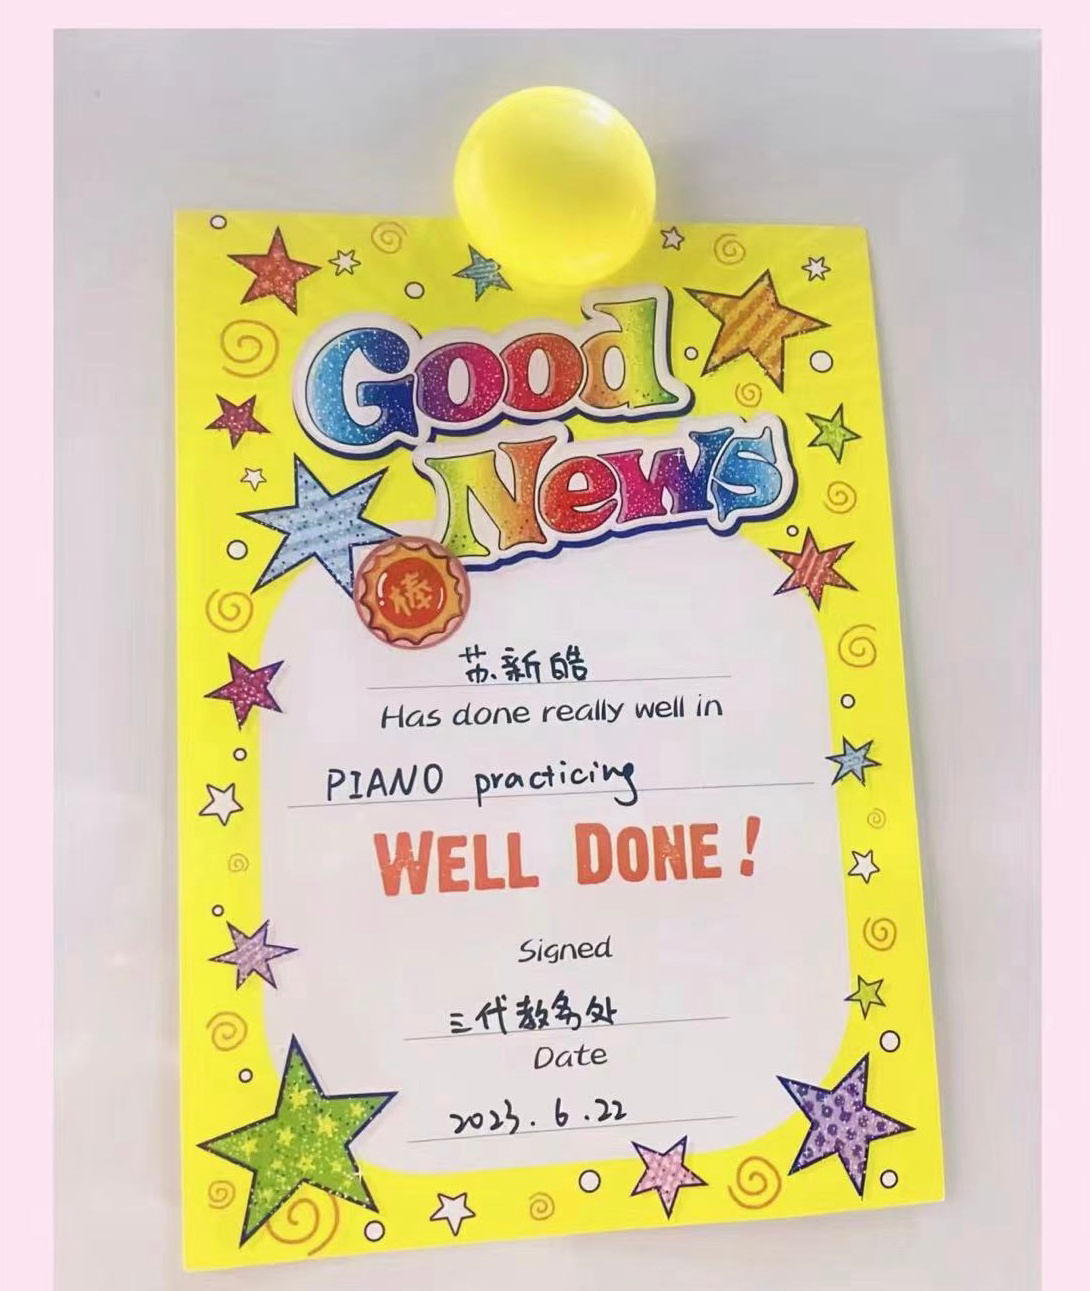 Good
News
棒
苏新皓
Has done really well in
PIANO practicing
WELL DONE!
Signed
三代教务处
Date
2023.6.22